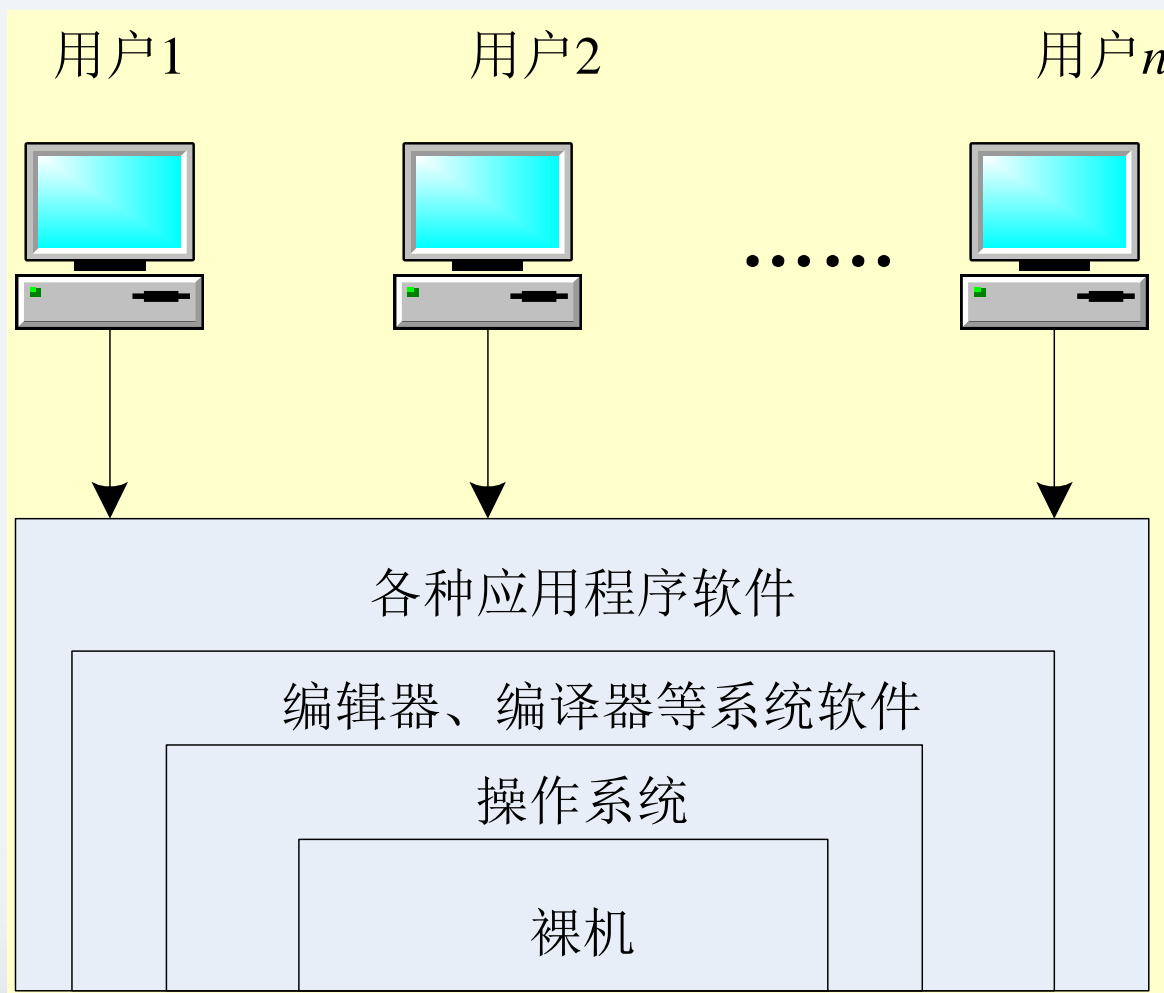 用户1 用户2 用户n
......
各种应用程序软件
编辑器、编译器等系统软件
操作系统
裸机